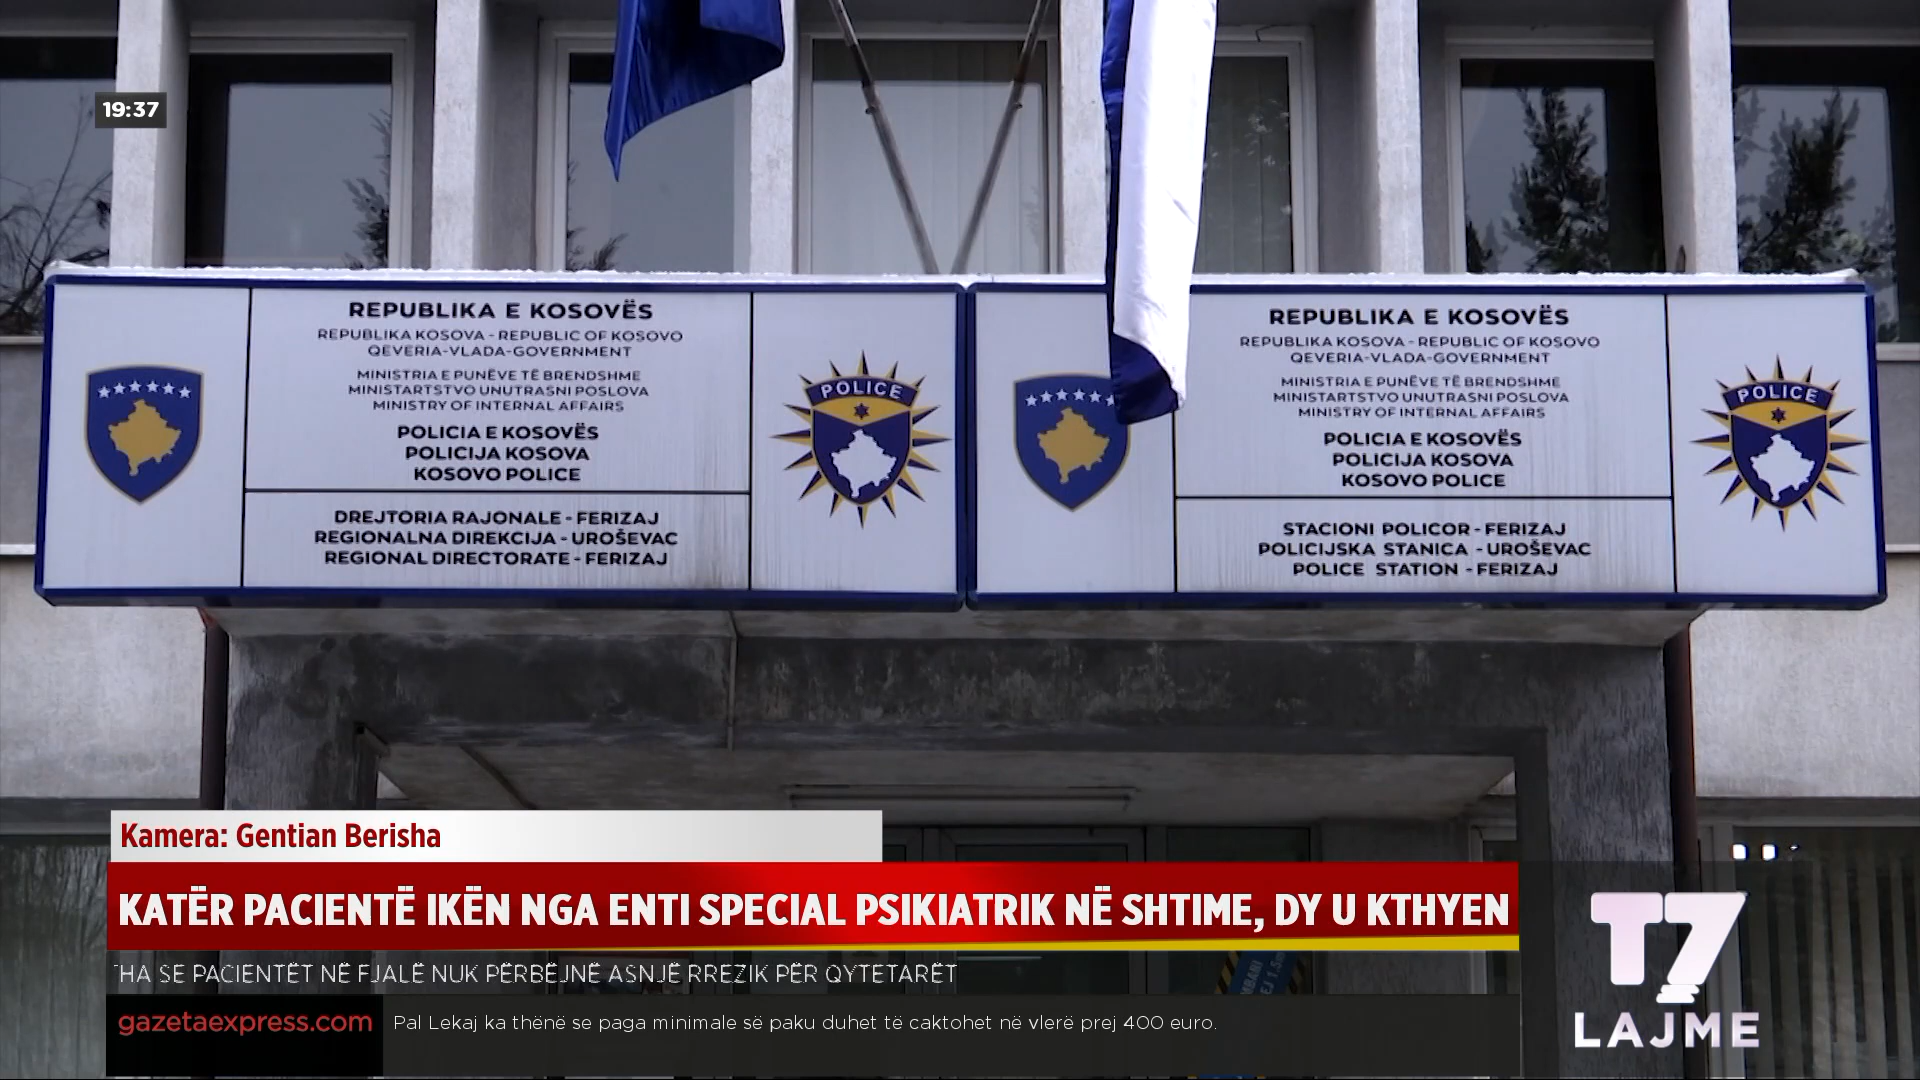 19:37
REPUBLIKA E KOSOVËS
REPUBLIKA KOSOVA - REPUBLIC OF KOSOVO
QEVERIA-VLADA-GOVERNMENT
MINISTRIA E PUNËVE TË BRENDSHME
MINISTARTSTVO UNUTRASNI POSLOVA
MINISTRY OF INTERNAL AFFAIRS
POLICIA E KOSOVËS
POLICIJA KOSOVA
KOSOVO POLICE
DREJTORIA RAJONALE - FERIZAJ
REGIONALNA DIREKCIJA - UROŠEVAC
REGIONAL DIRECTORATE - FERIZAJ
POLICE
REPUBLIKA E KOSOVËS
REPUBLIKA KOSOVA - REPUBLIC OF KOSOVO
QEVERIA-VLADA-GOVERNMENT
MINISTRIA E PUNËVE TË BRENDSHME
MINISTARTSTVO UNUTRASNI POSLOVA
MINISTRY OF INTERNAL AFFAIRS
POLICIA E KOSOVËS
POLICIJA KOSOVA
KOSOVO POLICE
STACIONI POLICOR - FERIZAJ
POLICIJSKA STANICA - UROŠEVAC
POLICE STATION - FERIZAJ
POLICE
Kamera: Gentian Berisha
KATËR PACIENTË IKËN NGA ENTI SPECIAL PSIKIATRIK NË SHTIME, DY U KTHYEN
HA SE PACIENTËT NË FJALË NUK PËRBËJNË ASNJË RREZIK PËR QYTETARËT
gazetaexpress.com
Pal Lekaj ka thënë se paga minimale së paku duhet të caktohet në vlerë prej 400 euro.
T7
LAJME